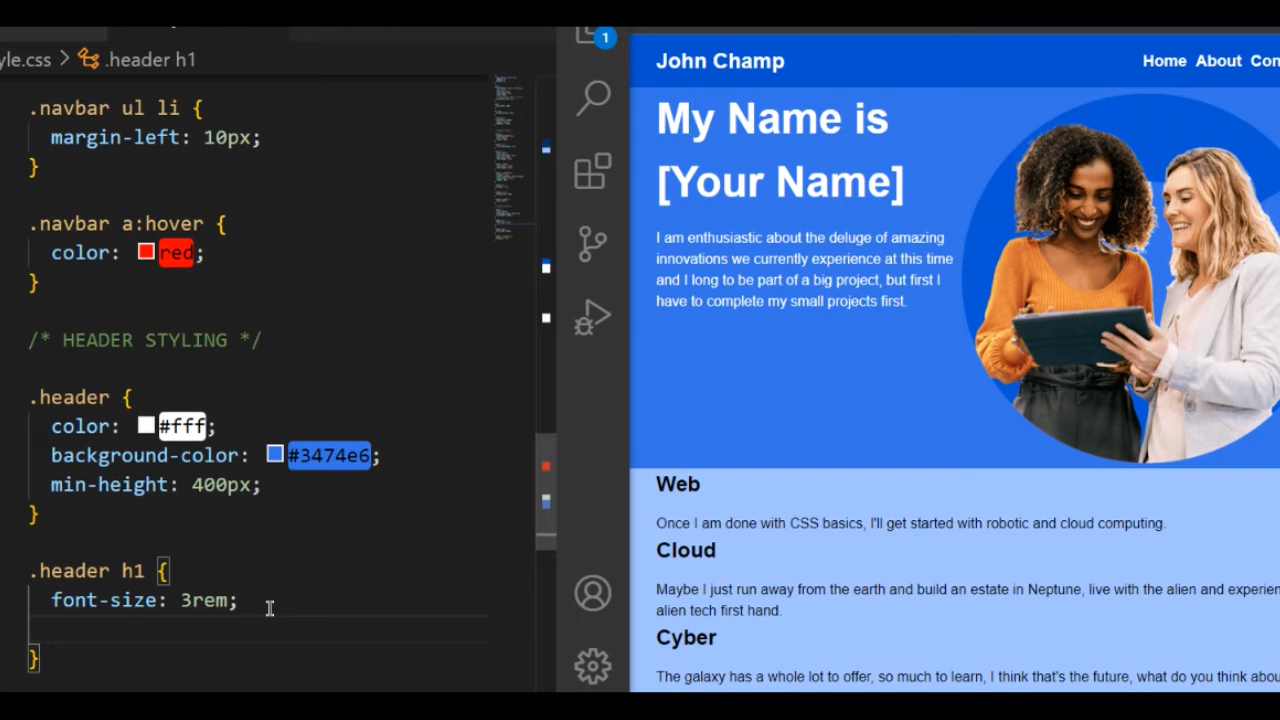 yle.css > .header h1
.navbar ul li {
margin-left: 10px;
}
.navbar a:hover {
color: red;
}
/* HEADER STYLING */
.header {
color: #fff;
background-color: #3474e6;
min-height: 400px;
}
.header h1 {
font-size: 3rem;
}
1
John Champ
Home About Con
My Name is
[Your Name]
I am enthusiastic about the deluge of amazing
innovations we currently experience at this time
and I long to be part of a big project, but first I
have to complete my small projects first.
Web
Once I am done with CSS basics, I'll get started with robotic and cloud computing.
Cloud
Maybe I just run away from the earth and build an estate in Neptune, live with the alien and experien
alien tech first hand.
Cyber
The galaxy has a whole lot to offer, so much to learn, I think that's the future, what do you think abou